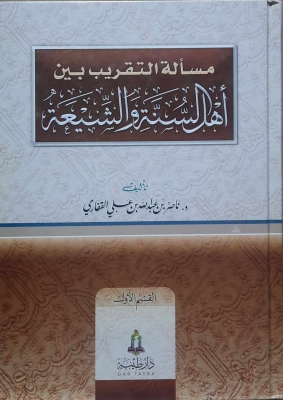 مسألة التقريب بين
أهل السنة والشيعة
تأليف
د. ناصر بن عبدالله بن علي القفاري
القسم الأول
دار طيبة
DAR TAYBA